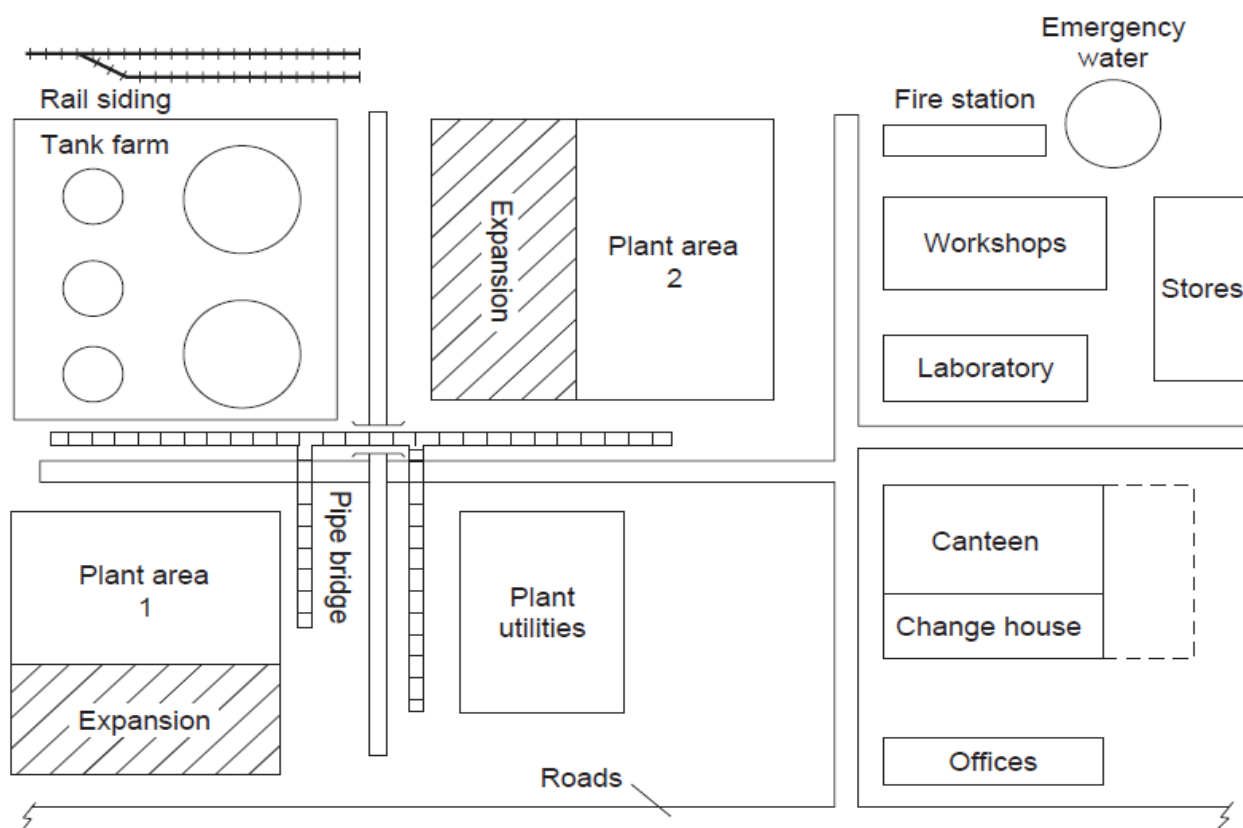 Emergency
water
Fire station
Rail siding
Tank farm
Expansion
Plant area
2
Workshops
Stores
Laboratory
Pipe bridge
Plant area
1
Expansion
Plant
utilities
Canteen
Change house
Offices
Roads